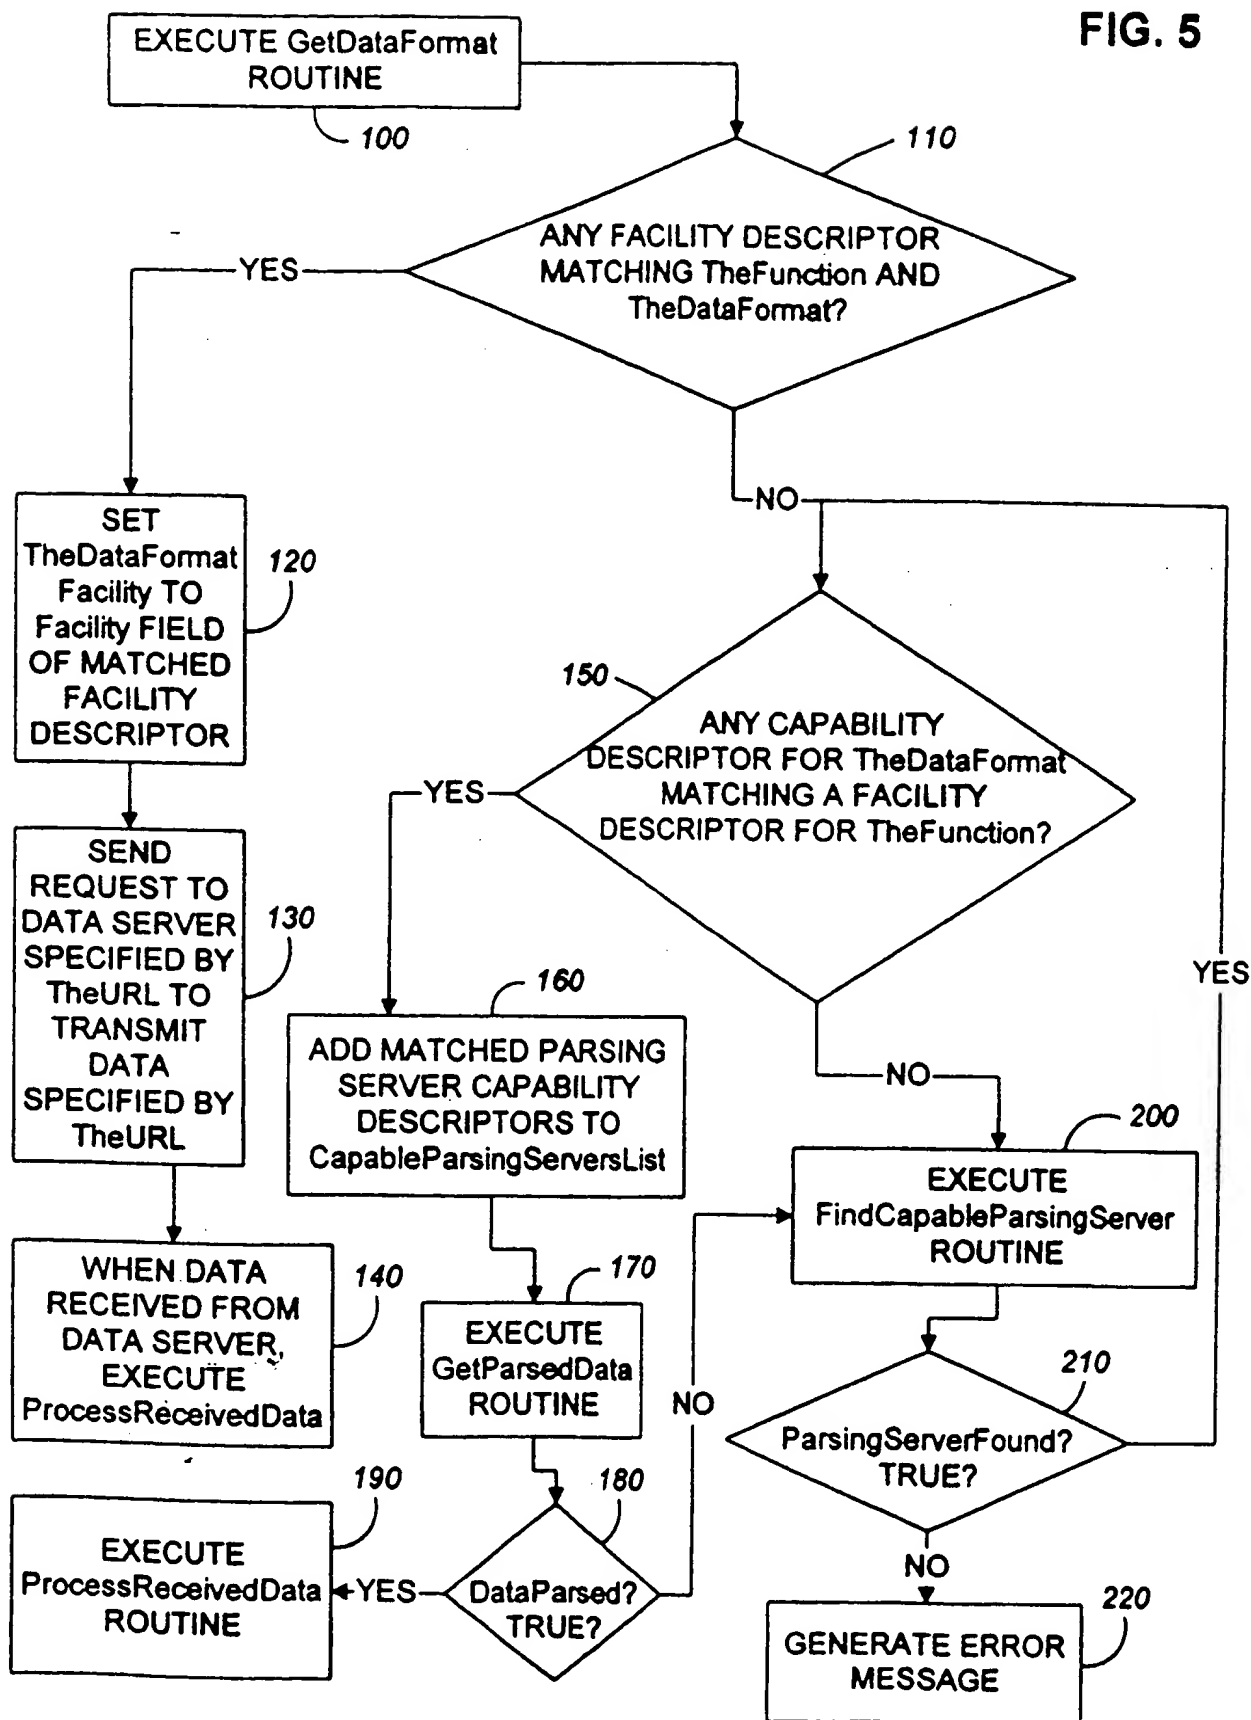 FIG. 5
EXECUTE GetDataFormat
ROUTINE
100
110
ANY FACILITY DESCRIPTOR
MATCHING TheFunction AND
TheDataFormat?
YES
NO
SET
TheDataFormat
Facility TO
Facility FIELD
OF MATCHED
FACILITY
DESCRIPTOR
120
SEND
REQUEST TO
DATA SERVER
SPECIFIED BY
TheURL TO
TRANSMIT
DATA
SPECIFIED BY
TheURL
130
WHEN DATA
RECEIVED FROM
DATA SERVER,
EXECUTE
ProcessReceivedData
140
150
ANY CAPABILITY
DESCRIPTOR FOR TheDataFormat
MATCHING A FACILITY
DESCRIPTOR FOR TheFunction?
YES
NO
160
ADD MATCHED PARSING
SERVER CAPABILITY
DESCRIPTORS TO
CapableParsingServersList
170
EXECUTE
GetParsedData
ROUTINE
180
DataParsed?
TRUE?
YES
NO
190
EXECUTE
ProcessReceivedData
ROUTINE
200
EXECUTE
FindCapableParsingServer
ROUTINE
210
ParsingServerFound?
TRUE?
YES
NO
220
GENERATE ERROR
MESSAGE